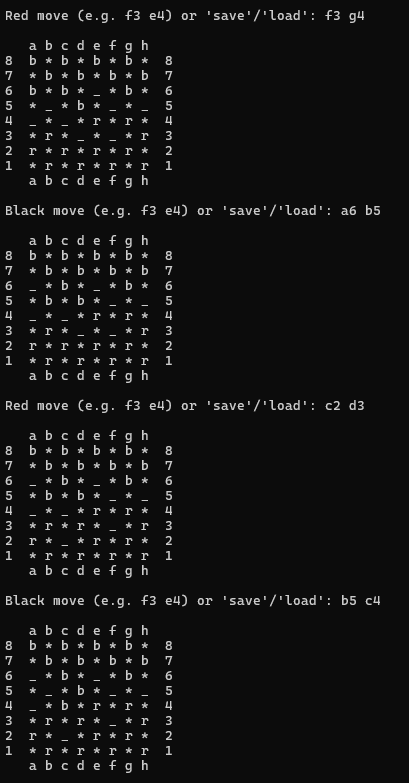 Red move (e.g. f3 e4) or 'save'/'load': f3 g4
a b c d e f g h
8 b * b * b * b * 8
7 * b * b * b * b 7
6 b * b * _ * b * 6
5 * _ * b * _ * _ 5
4 _ * _ * r * r * 4
3 * r * _ * _ * r 3
2 r * r * r * r * 2
1 * r * r * r * r 1
a b c d e f g h
Black move (e.g. f3 e4) or 'save'/'load': a6 b5
a b c d e f g h
8 b * b * b * b * 8
7 * b * b * b * b 7
6 _ * b * _ * b * 6
5 * b * b * _ * _ 5
4 _ * _ * r * r * 4
3 * r * _ * _ * r 3
2 r * r * r * r * 2
1 * r * r * r * r 1
a b c d e f g h
Red move (e.g. f3 e4) or 'save'/'load': c2 d3
a b c d e f g h
8 b * b * b * b * 8
7 * b * b * b * b 7
6 _ * b * _ * b * 6
5 * b * b * _ * _ 5
4 _ * _ * r * r * 4
3 * r * r * _ * r 3
2 r * _ * r * r * 2
1 * r * r * r * r 1
a b c d e f g h
Black move (e.g. f3 e4) or 'save'/'load': b5 c4
a b c d e f g h
8 b * b * b * b * 8
7 * b * b * b * b 7
6 _ * b * _ * b * 6
5 * _ * b * _ * _ 5
4 _ * b * r * r * 4
3 * r * r * _ * r 3
2 r * _ * r * r * 2
1 * r * r * r * r 1
a b c d e f g h